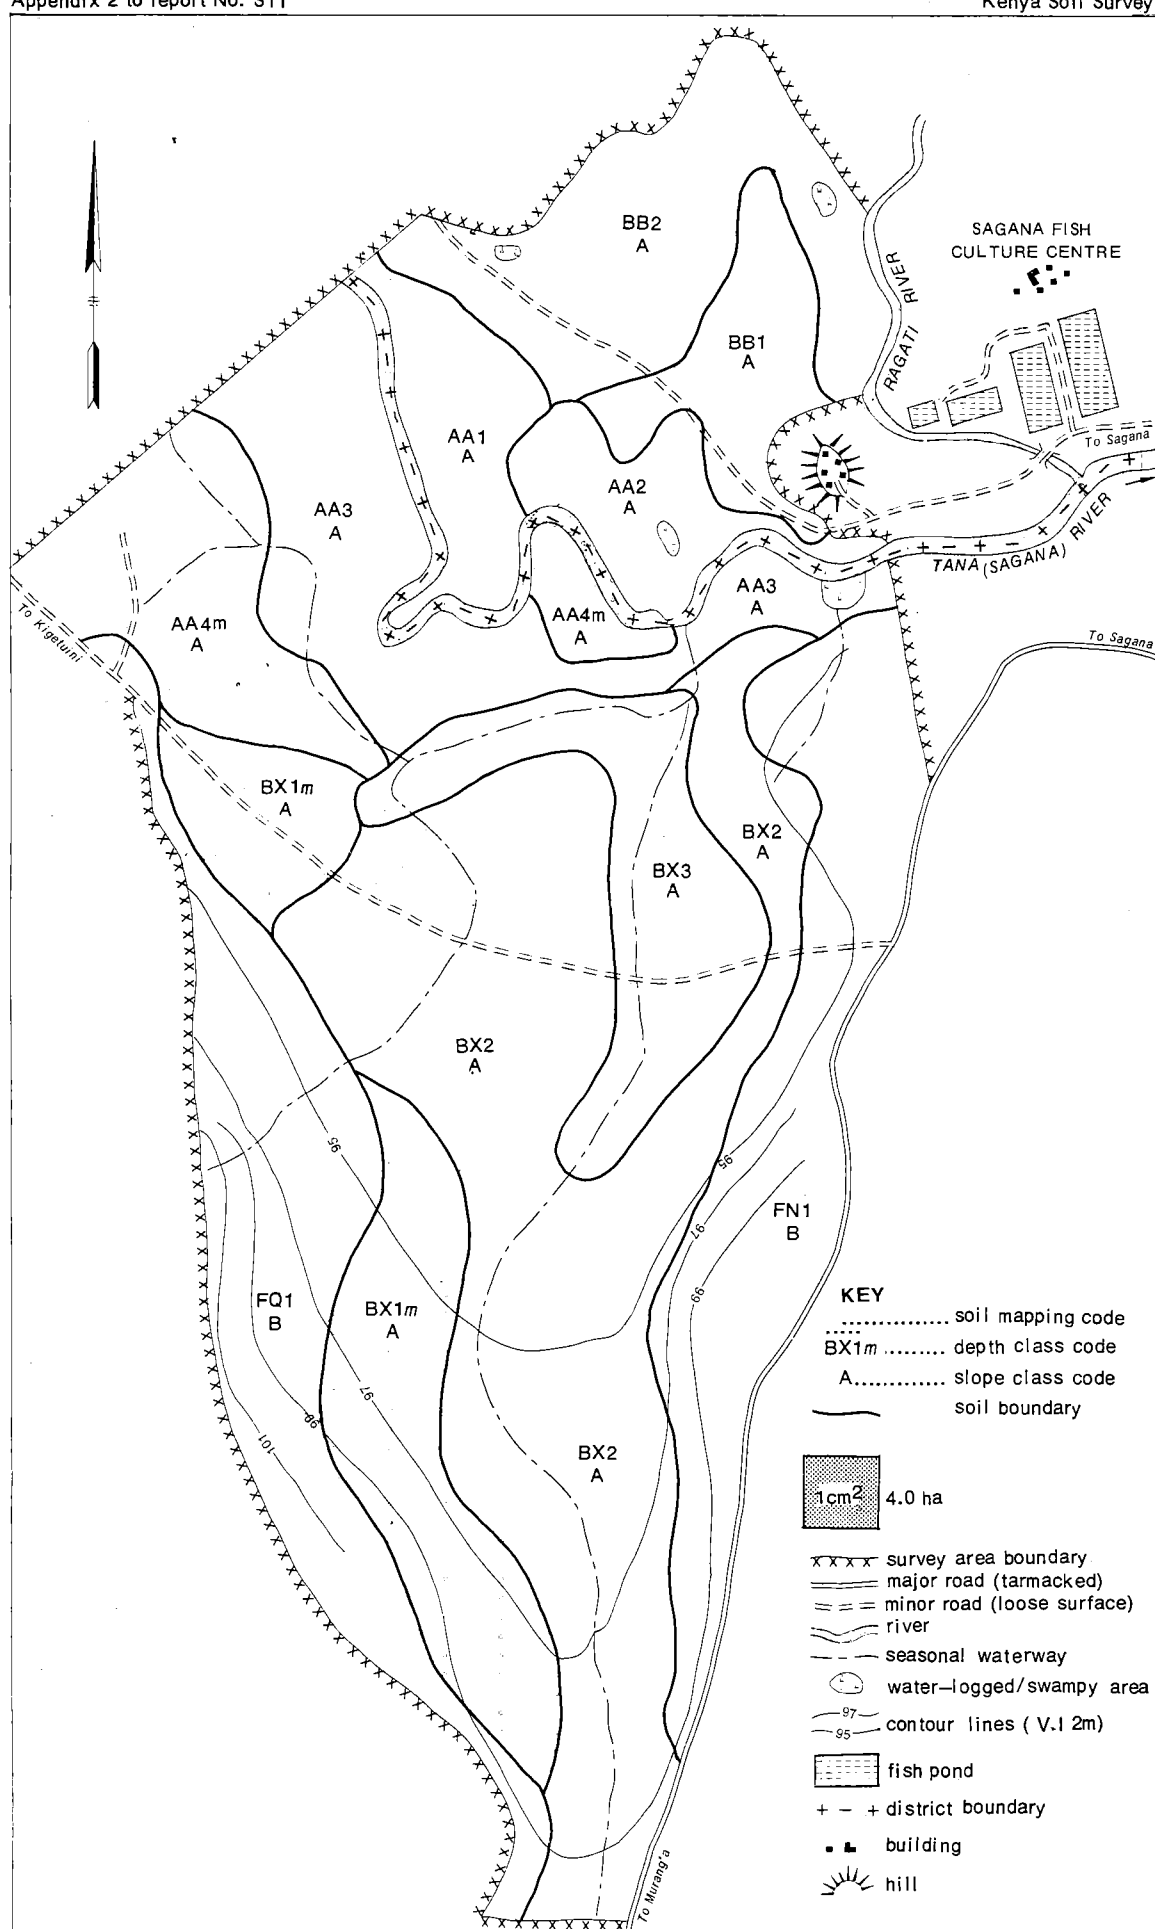 Appendix 2 to report No. S11
Kenya Soil Survey
BB2
A
SAGANA FISH
CULTURE CENTRE
RAGATI RIVER
BB1
A
AA1
A
To Sagana
AA2
A
AA3
A
TANA (SAGANA) RIVER
AA3
A
To Kigetuini
AA4m
A
AA4m
A
To Sagana
BX1m
A
BX2
A
BX3
A
BX2
A
95
95
97
99
FN1
B
FQ1
B
BX1m
A
97
101
BX2
A
KEY
soil mapping code
BX1m ......... depth class code
A ............. slope class code
soil boundary
1cm² 4.0 ha
survey area boundary
major road (tarmacked)
minor road (loose surface)
river
seasonal waterway
water-logged/swampy area
97
95
contour lines ( V.I 2m)
fish pond
+ - + district boundary
building
hill
To Murang'a